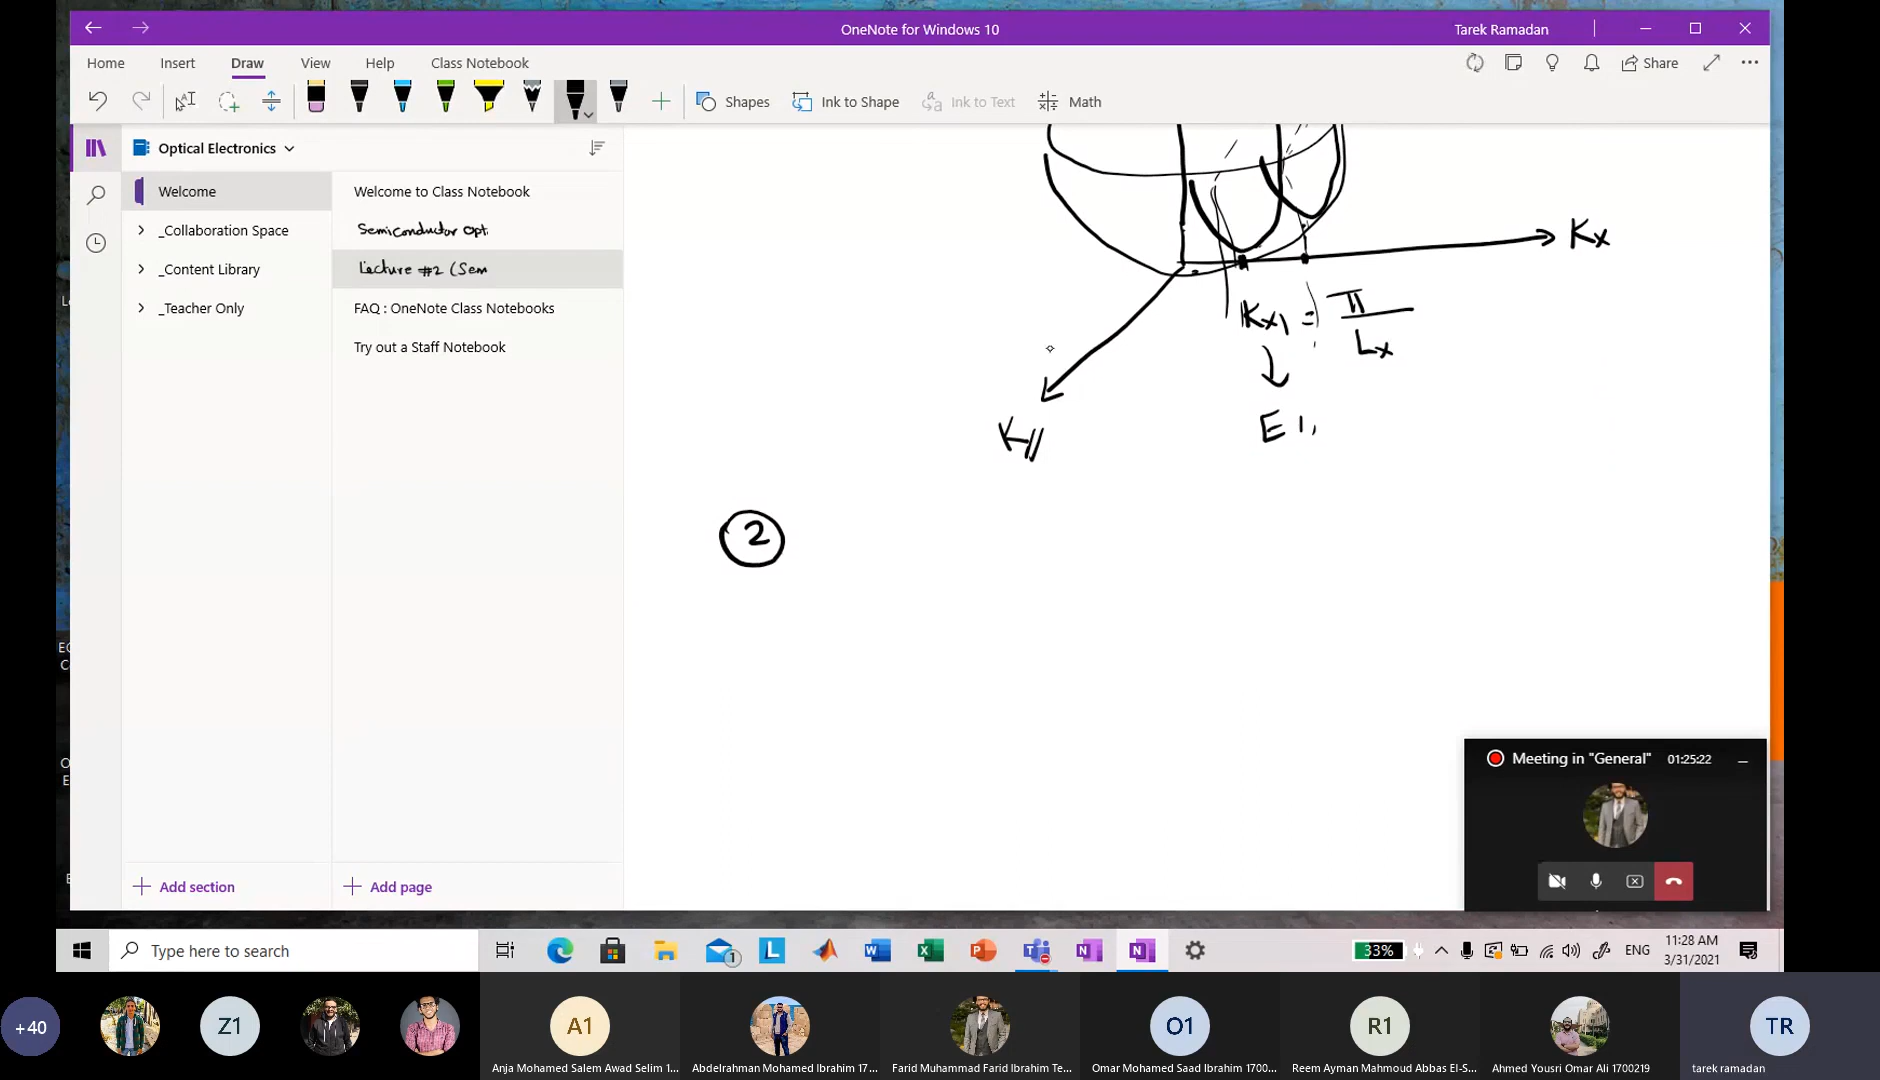 OneNote for Windows 10
Tarek Ramadan
Home Insert Draw View Help Class Notebook
Share
Shapes Ink to Shape Ink to Text Math
Optical Electronics
Welcome
_Collaboration Space
_Content Library
_Teacher Only
Welcome to Class Notebook
Semiconductor Opti
Lecture #2 (Sem
FAQ : OneNote Class Notebooks
Try out a Staff Notebook
Kx
Kx1 = π
Lx
E1,
K//
2
Meeting in "General" 01:25:22
Add section
Add page
Type here to search
1
33%
ENG
11:28 AM
3/31/2021
+40
Z1
A1
O1
R1
TR
Anja Mohamed Salem Awad Selim 1...
Abdelrahman Mohamed Ibrahim 17...
Farid Muhammad Farid Ibrahim Te...
Omar Mohamed Saad Ibrahim 1700...
Reem Ayman Mahmoud Abbas El-S...
Ahmed Yousri Omar Ali 1700219
tarek ramadan